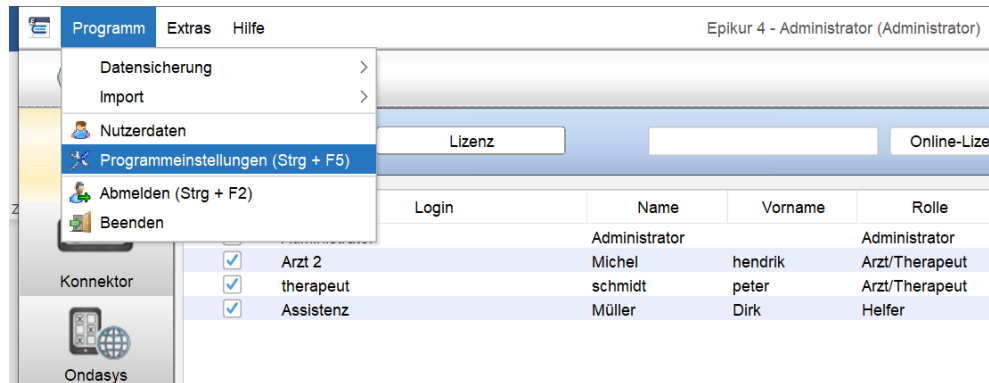 Programm Extras Hilfe Epikur 4 - Administrator (Administrator)
Datensicherung
Import
Nutzerdaten
Lizenz Online-Lize
Programmeinstellungen (Strg + F5)
Abmelden (Strg + F2)
Beenden
Login Name Vorname Rolle
Administrator Administrator
Arzt 2 Michel hendrik Arzt/Therapeut
therapeut schmidt peter Arzt/Therapeut
Assistenz Müller Dirk Helfer
Konnektor
Ondasys